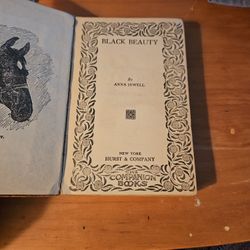 BLACK BEAUTY
By
ANNA SEWELL
NEW YORK
HURST & COMPANY
COMPANION
BOOKS